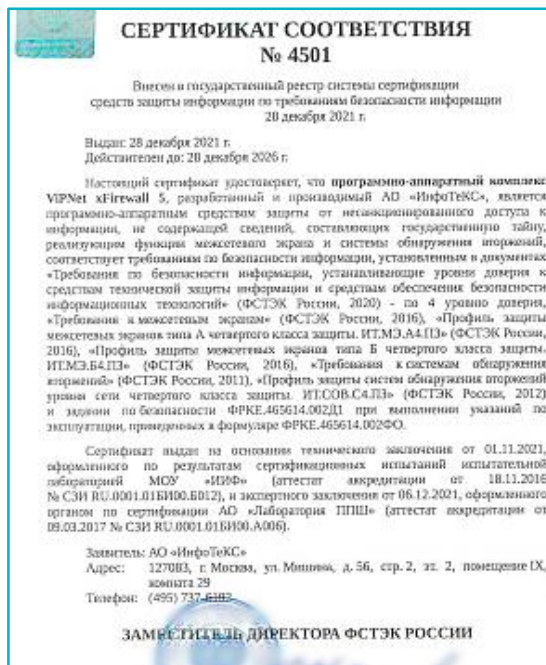 СЕРТИФИКАТ СООТВЕТСТВИЯ
№ 4501
Внесен в государственный реестр системы сертификации
средств защиты информации по требованиям безопасности информации
28 декабря 2021 г.
Выдан: 28 декабря 2021 г.
Действителен до: 28 декабря 2026 г.
Настоящий сертификат удостоверяет, что программно-аппаратный комплекс
ViPNet xFirewall 5, разработанный и производимый АО «ИнфоТеКС», является
программно-аппаратным средством защиты от несанкционированного доступа к
информации, не содержащей сведений, составляющих государственную тайну,
реализующим функции межсетевого экрана и системы обнаружения вторжений,
соответствует требованиям по безопасности информации, установленным в документах
«Требования по безопасности информации, устанавливающие уровни доверия к
средствам технической защиты информации и средствам обеспечения безопасности
информационных технологий» (ФСТЭК России, 2020) - по 4 уровню доверия,
«Требования к межсетевым экранам» (ФСТЭК России, 2016), «Профиль защиты
межсетевых экранов типа А четвертого класса защиты. ИТ.МЭ.А4.ПЗ» (ФСТЭК России,
2016), «Профиль защиты межсетевых экранов типа Б четвертого класса защиты.
ИТ.МЭ.Б4.ПЗ» (ФСТЭК России, 2016), «Требования к системам обнаружения
вторжений» (ФСТЭК России, 2011), «Профиль защиты систем обнаружения вторжений
уровня сети четвертого класса защиты. ИТ.СОВ.С4.ПЗ» (ФСТЭК России, 2012)
и задании по безопасности ФРКЕ.465614.002Д1 при выполнении указаний по
эксплуатации, приведенных в формуляре ФРКЕ.465614.002ФО.
Сертификат выдан на основании технического заключения от 01.11.2021,
оформленного по результатам сертификационных испытаний испытательной
лабораторией МОУ «ИИФ» (аттестат аккредитации от 18.11.2016
№ СЗИ RU.0001.01БИ00.Б012), и экспертного заключения от 06.12.2021, оформленного
органом по сертификации АО «Лаборатория ППШ» (аттестат аккредитации от
09.03.2017 № СЗИ RU.0001.01БИ00.А006).
Заявитель: АО «ИнфоТеКС»
Адрес: 127083, г. Москва, ул. Мишина, д. 56, стр. 2, эт. 2, помещение IX,
комната 29
Телефон: (495) 737-6192
ЗАМЕСТИТЕЛЬ ДИРЕКТОРА ФСТЭК РОССИИ